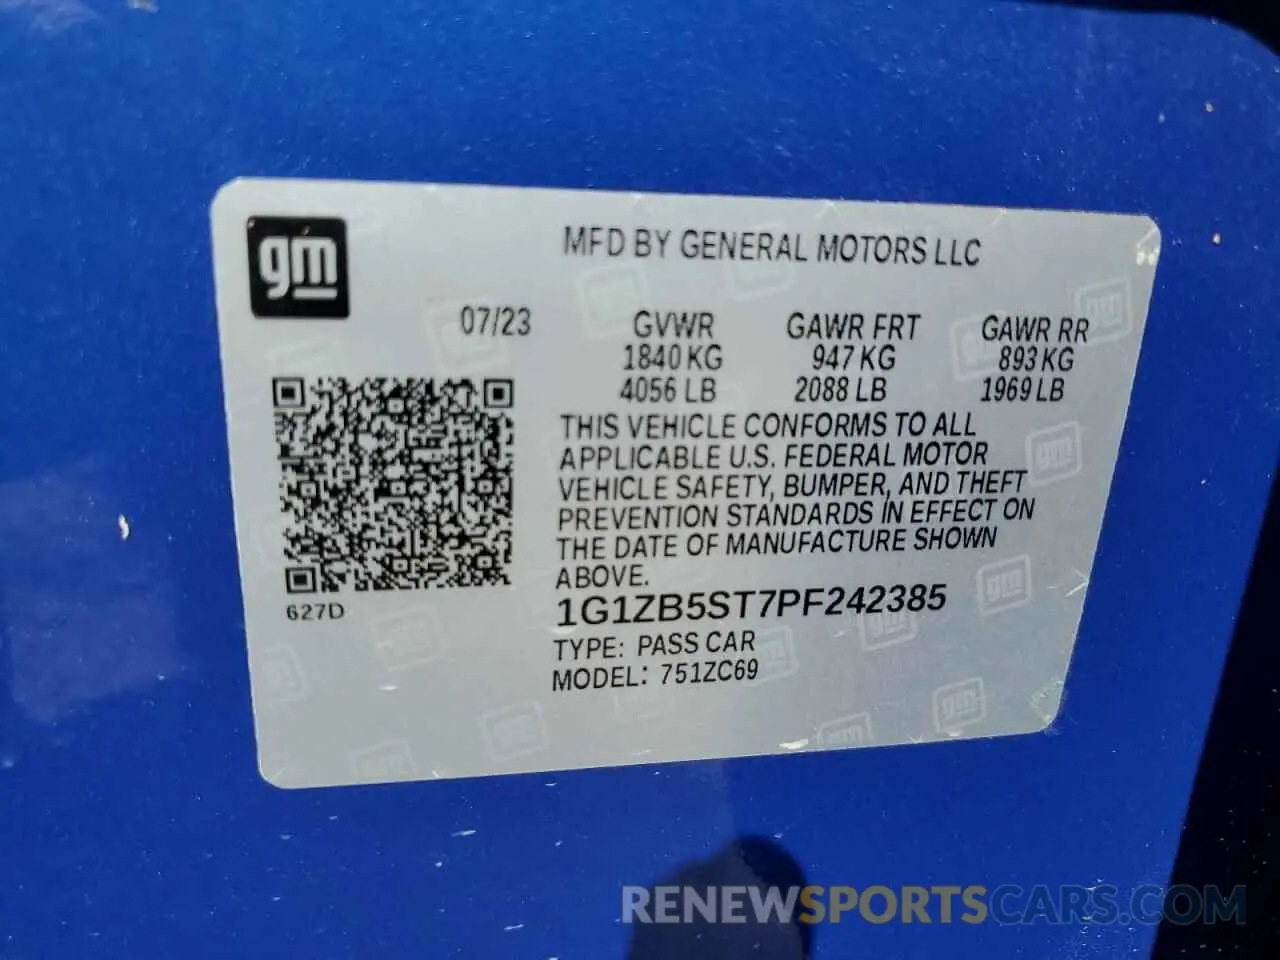 gm
MFD BY GENERAL MOTORS LLC
07/23
GVWR GAWR FRT GAWR RR
1840 KG 947 KG 893 KG
4056 LB 2088 LB 1969 LB
THIS VEHICLE CONFORMS TO ALL
APPLICABLE U.S. FEDERAL MOTOR
VEHICLE SAFETY, BUMPER, AND THEFT
PREVENTION STANDARDS IN EFFECT ON
THE DATE OF MANUFACTURE SHOWN
ABOVE.
627D
1G1ZB5ST7PF242385
TYPE: PASS CAR
MODEL: 751ZC69
RENEWSPORTSCARS.COM